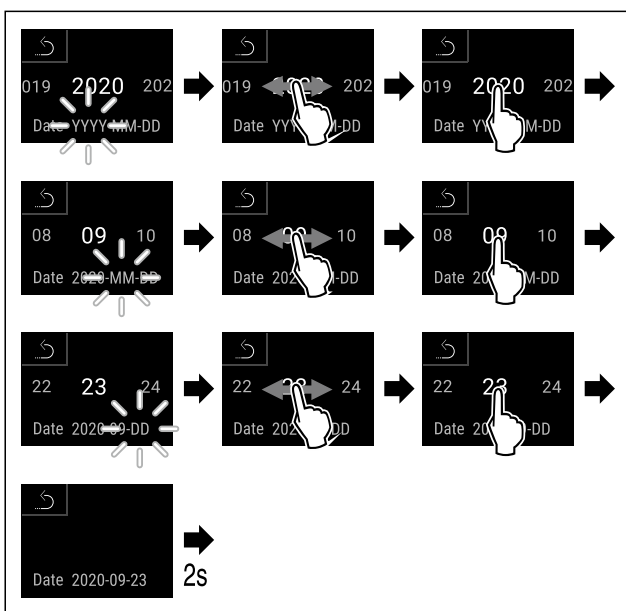 019 2020 202
Date YYYY-MM-DD
019 202
Date YYY -DD
019 2020 202
Date YY M-DD
08 09 10
Date 2020-MM-DD
08 10
Date 202 -DD
08 09 10
Date 20 M-DD
22 23 24
Date 2020-09-DD
22 24
Date 202 DD
22 23 24
Date 20 -DD
Date 2020-09-23
2s